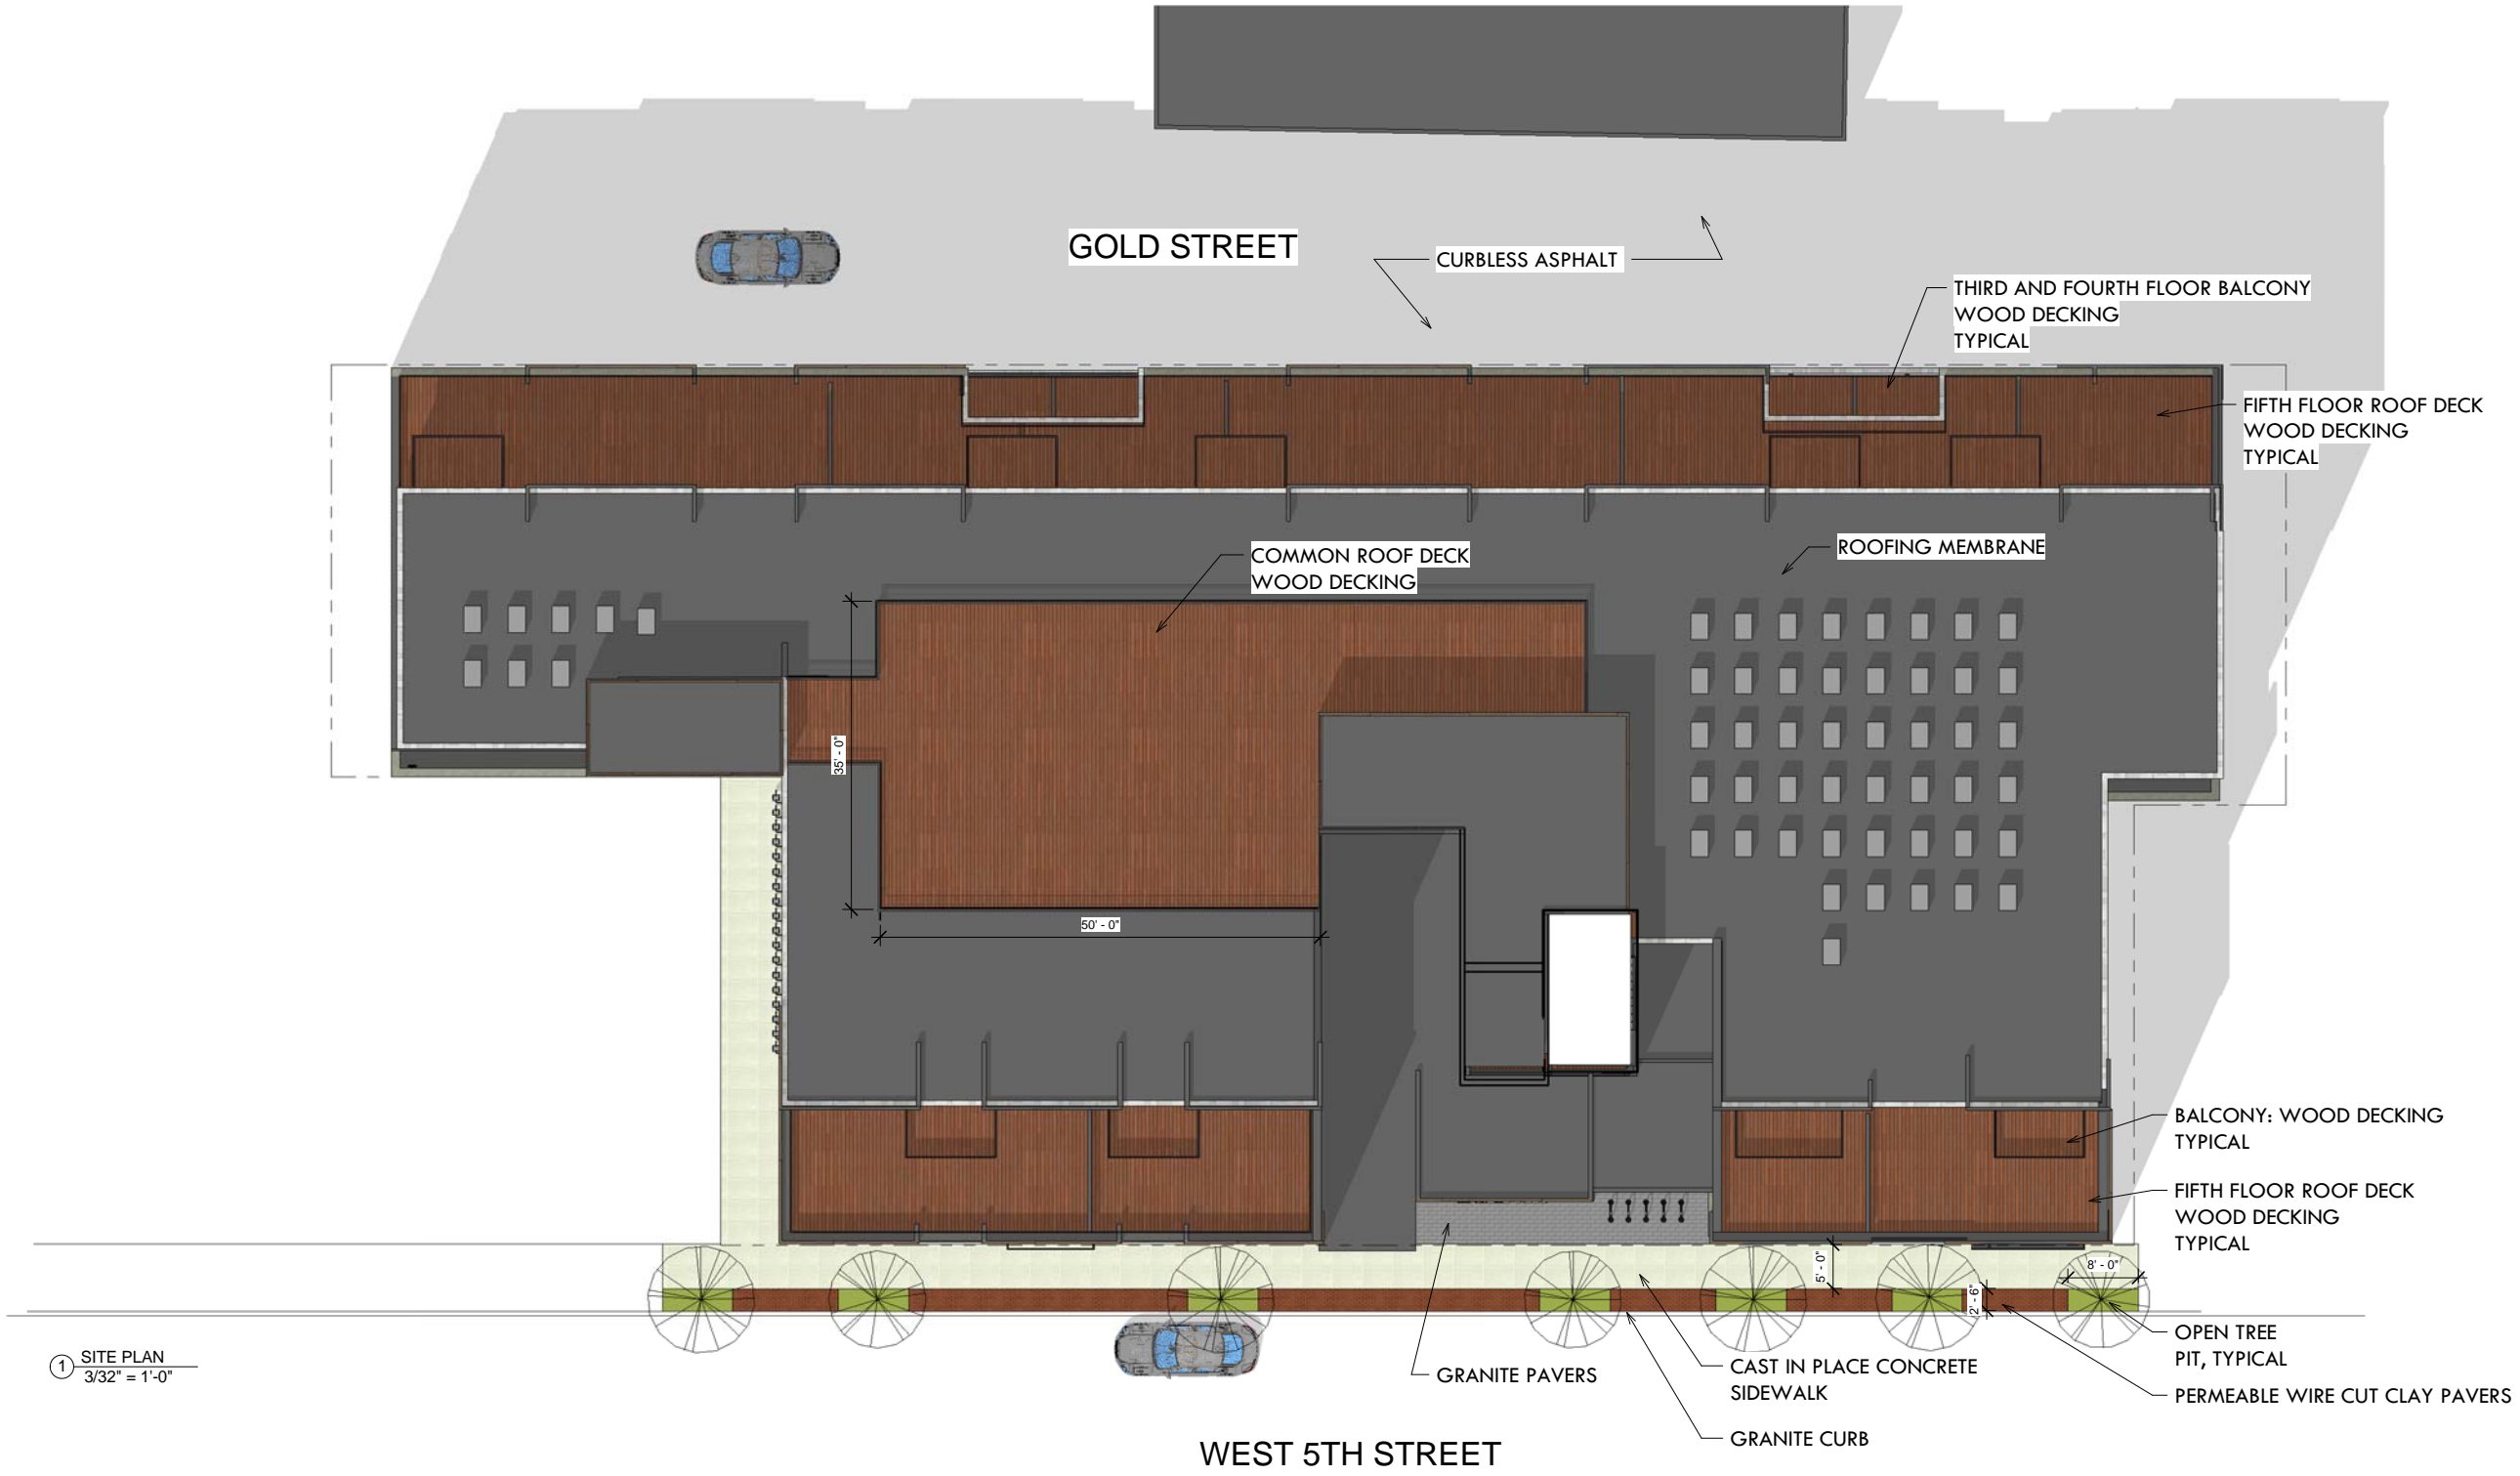 GOLD STREET
CURBLESS ASPHALT
THIRD AND FOURTH FLOOR BALCONY
WOOD DECKING
TYPICAL
FIFTH FLOOR ROOF DECK
WOOD DECKING
TYPICAL
COMMON ROOF DECK
WOOD DECKING
ROOFING MEMBRANE
35' - 0"
50' - 0"
BALCONY: WOOD DECKING
TYPICAL
FIFTH FLOOR ROOF DECK
WOOD DECKING
TYPICAL
5' - 0"
8' - 0"
2' - 6"
OPEN TREE
PIT, TYPICAL
1 SITE PLAN
3/32" = 1'-0"
GRANITE PAVERS
CAST IN PLACE CONCRETE
SIDEWALK
PERMEABLE WIRE CUT CLAY PAVERS
GRANITE CURB
WEST 5TH STREET